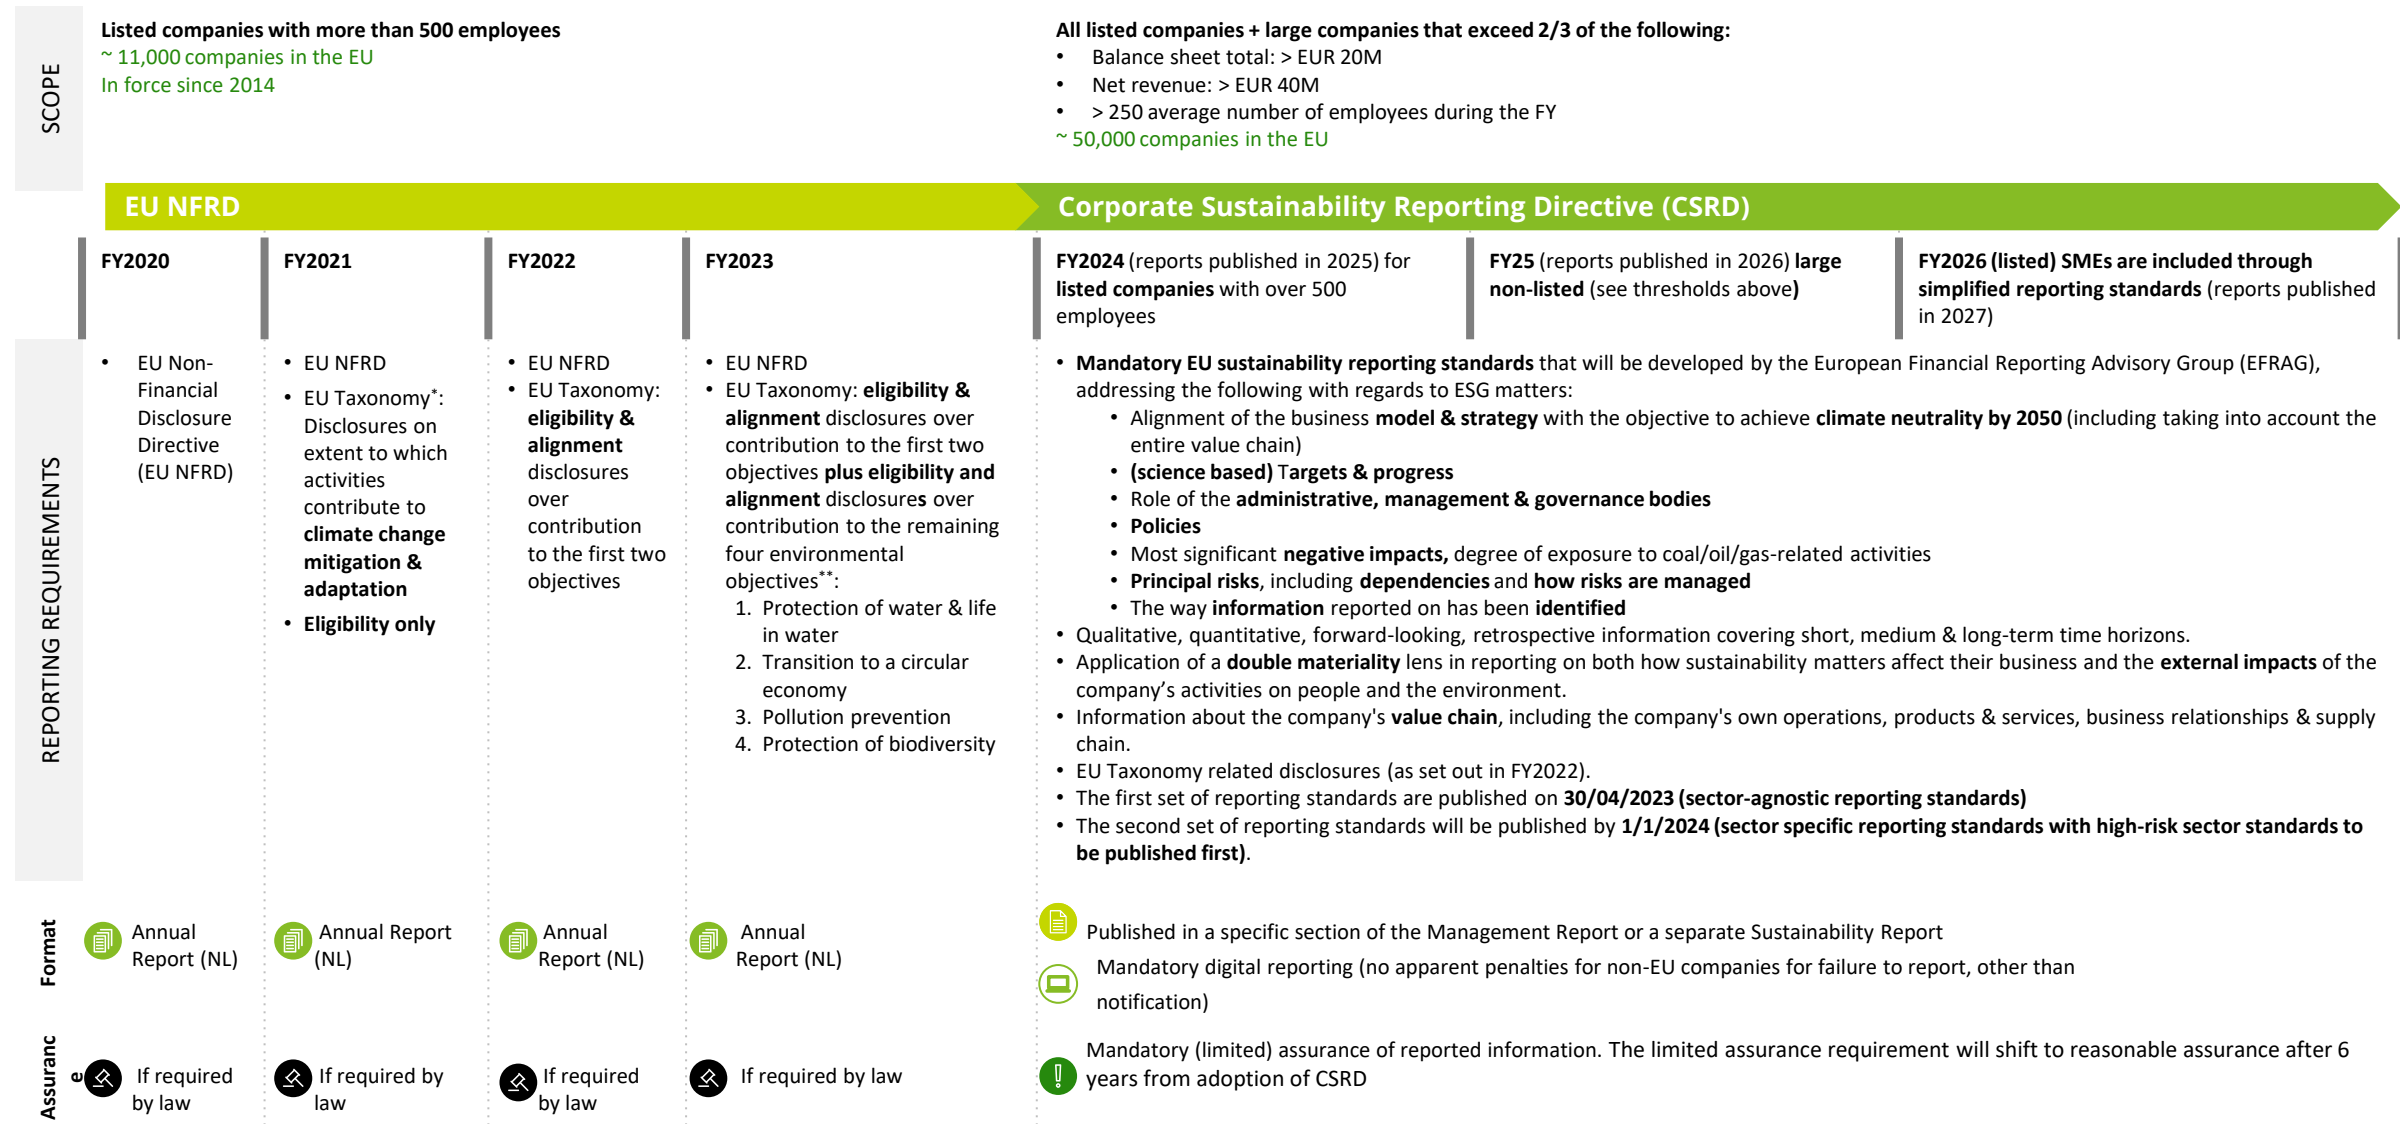 SCOPE
Listed companies with more than 500 employees
~ 11,000 companies in the EU
In force since 2014
All listed companies + large companies that exceed 2/3 of the following:
• Balance sheet total: > EUR 20M
• Net revenue: > EUR 40M
• > 250 average number of employees during the FY
~ 50,000 companies in the EU
EU NFRD
Corporate Sustainability Reporting Directive (CSRD)
FY2020
FY2021
FY2022
FY2023
FY2024 (reports published in 2025) for
listed companies with over 500
employees
FY25 (reports published in 2026) large
non-listed (see thresholds above)
FY2026 (listed) SMEs are included through
simplified reporting standards (reports published
in 2027)
REPORTING REQUIREMENTS
• EU Non-
Financial
Disclosure
Directive
(EU NFRD)
• EU NFRD
• EU Taxonomy*:
Disclosures on
extent to which
activities
contribute to
climate change
mitigation &
adaptation
• Eligibility only
• EU NFRD
• EU Taxonomy:
eligibility &
alignment
disclosures
over
contribution
to the first two
objectives
• EU NFRD
• EU Taxonomy: eligibility &
alignment disclosures over
contribution to the first two
objectives plus eligibility and
alignment disclosures over
contribution to the remaining
four environmental
objectives**:
1. Protection of water & life
in water
2. Transition to a circular
economy
3. Pollution prevention
4. Protection of biodiversity
• Mandatory EU sustainability reporting standards that will be developed by the European Financial Reporting Advisory Group (EFRAG),
addressing the following with regards to ESG matters:
• Alignment of the business model & strategy with the objective to achieve climate neutrality by 2050 (including taking into account the
entire value chain)
• (science based) Targets & progress
• Role of the administrative, management & governance bodies
• Policies
• Most significant negative impacts, degree of exposure to coal/oil/gas-related activities
• Principal risks, including dependencies and how risks are managed
• The way information reported on has been identified
• Qualitative, quantitative, forward-looking, retrospective information covering short, medium & long-term time horizons.
• Application of a double materiality lens in reporting on both how sustainability matters affect their business and the external impacts of the
company's activities on people and the environment.
• Information about the company's value chain, including the company's own operations, products & services, business relationships & supply
chain.
• EU Taxonomy related disclosures (as set out in FY2022).
• The first set of reporting standards are published on 30/04/2023 (sector-agnostic reporting standards)
• The second set of reporting standards will be published by 1/1/2024 (sector specific reporting standards with high-risk sector standards to
be published first).
Format
Annual
Report (NL)
Annual Report
(NL)
Annual
Report (NL)
Annual
Report (NL)
Published in a specific section of the Management Report or a separate Sustainability Report
Mandatory digital reporting (no apparent penalties for non-EU companies for failure to report, other than
notification)
Assuranc
e
If required
by law
If required by
law
If required
by law
If required by law
Mandatory (limited) assurance of reported information. The limited assurance requirement will shift to reasonable assurance after 6
years from adoption of CSRD